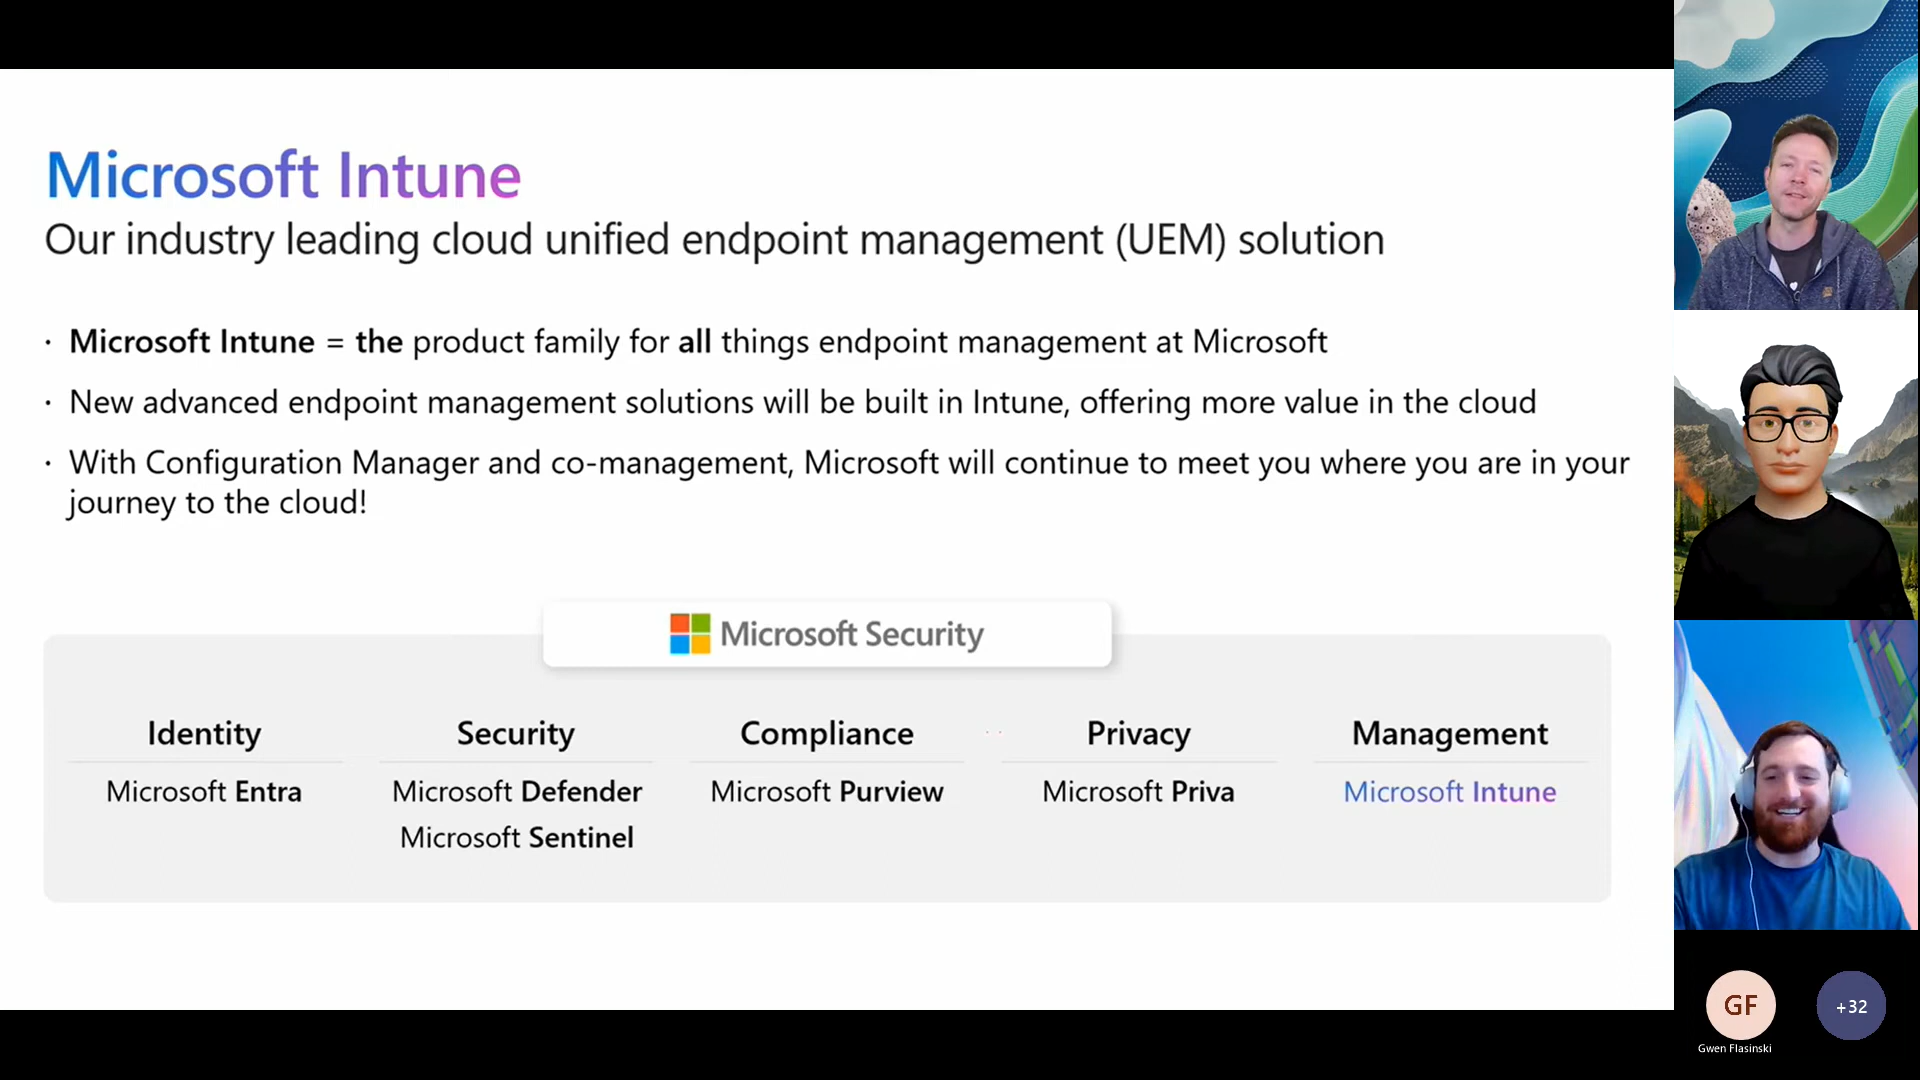 Microsoft Intune
Our industry leading cloud unified endpoint management (UEM) solution
· Microsoft Intune = the product family for all things endpoint management at Microsoft
· New advanced endpoint management solutions will be built in Intune, offering more value in the cloud
· With Configuration Manager and co-management, Microsoft will continue to meet you where you are in your
journey to the cloud!
Microsoft Security
Identity
Microsoft Entra
Security
Microsoft Defender
Microsoft Sentinel
Compliance
Microsoft Purview
Privacy
Microsoft Priva
Management
Microsoft Intune
GF
Gwen Flasinski
+32